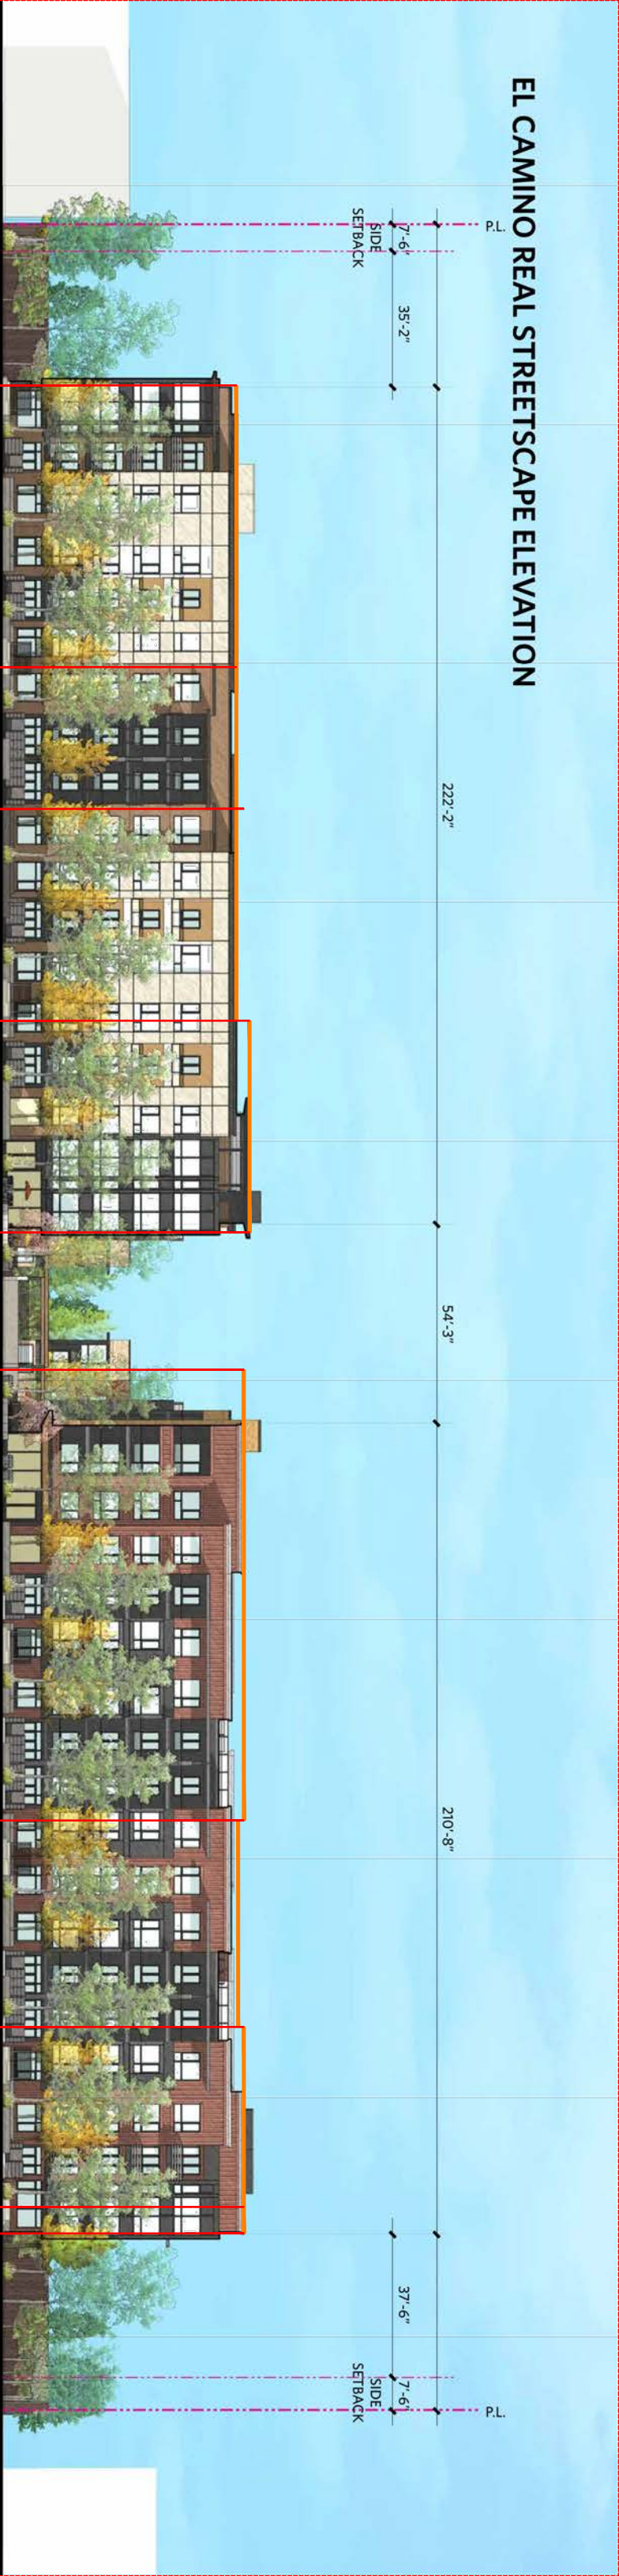 EL CAMINO REAL STREETSCAPE ELEVATION
P.L.
7'-6"
SIDE
SETBACK
35'-2"
222'-2"
54'-3"
210'-8"
37'-6"
7'-6"
SIDE
SETBACK
P.L.